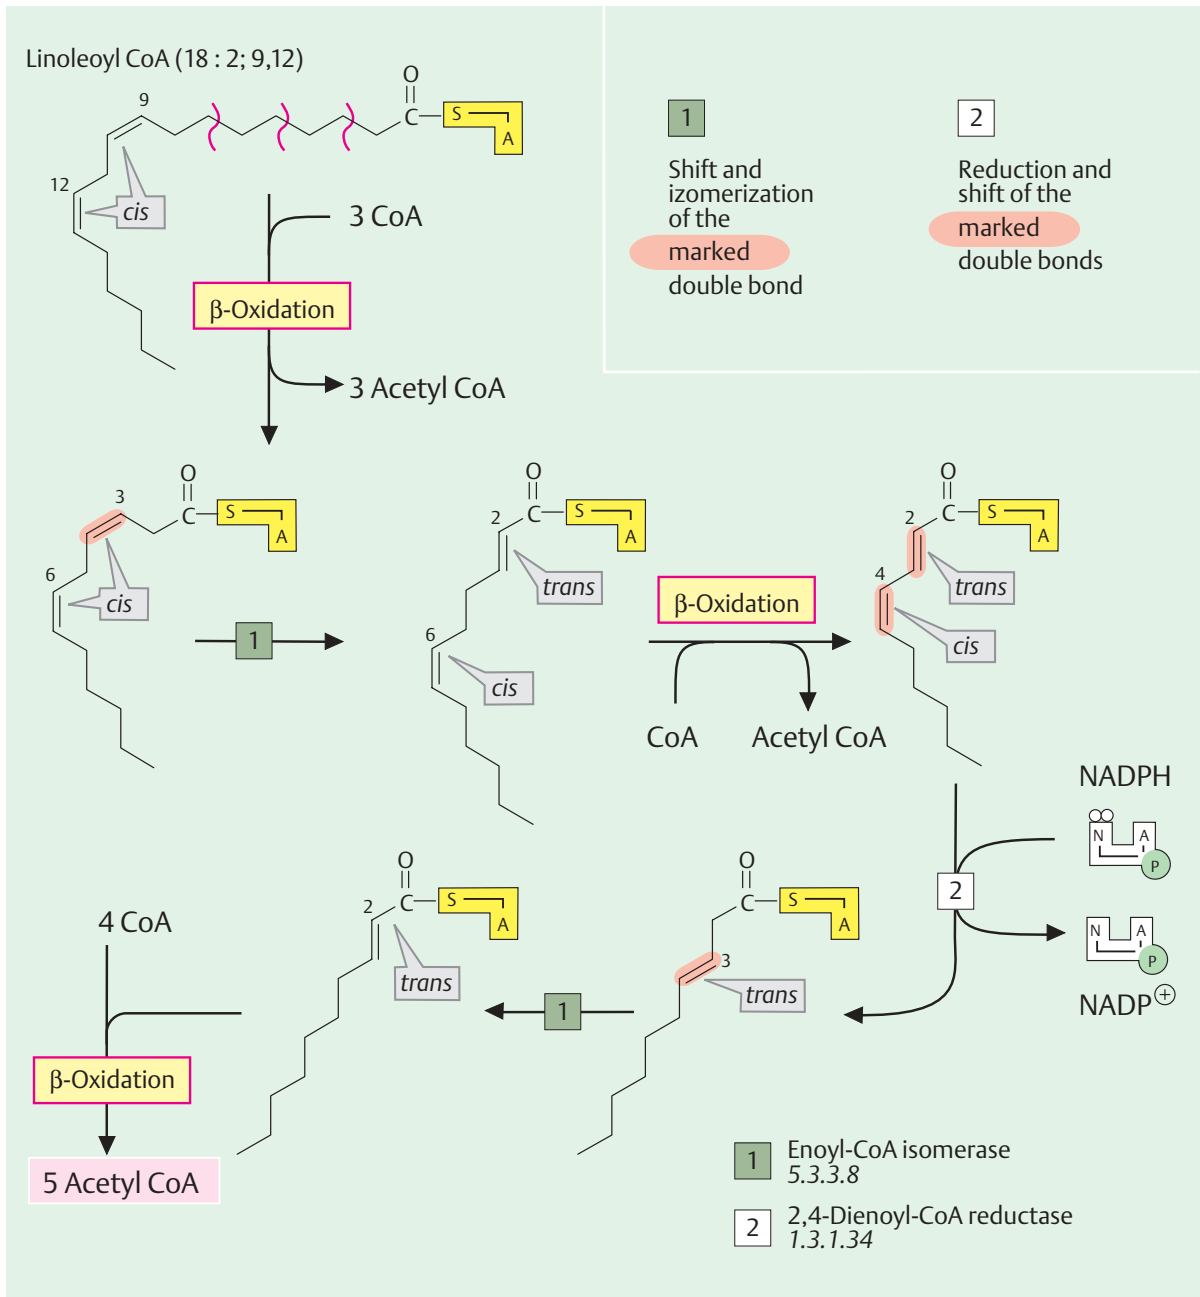 Linoleoyl CoA (18 : 2; 9,12)
O
C
S
A
9
12
cis
3 CoA
β-Oxidation
3 Acetyl CoA
1
Shift and
izomerization
of the
marked
double bond
2
Reduction and
shift of the
marked
double bonds
O
C
S
A
3
6
cis
1
O
C
S
A
2
trans
6
cis
β-Oxidation
CoA
Acetyl CoA
O
C
S
A
2
trans
4
cis
NADPH
N
A
P
2
N
A
P
NADP⊕
O
C
S
A
3
trans
1
O
C
S
A
2
trans
4 CoA
β-Oxidation
5 Acetyl CoA
1 Enoyl-CoA isomerase
5.3.3.8
2 2,4-Dienoyl-CoA reductase
1.3.1.34